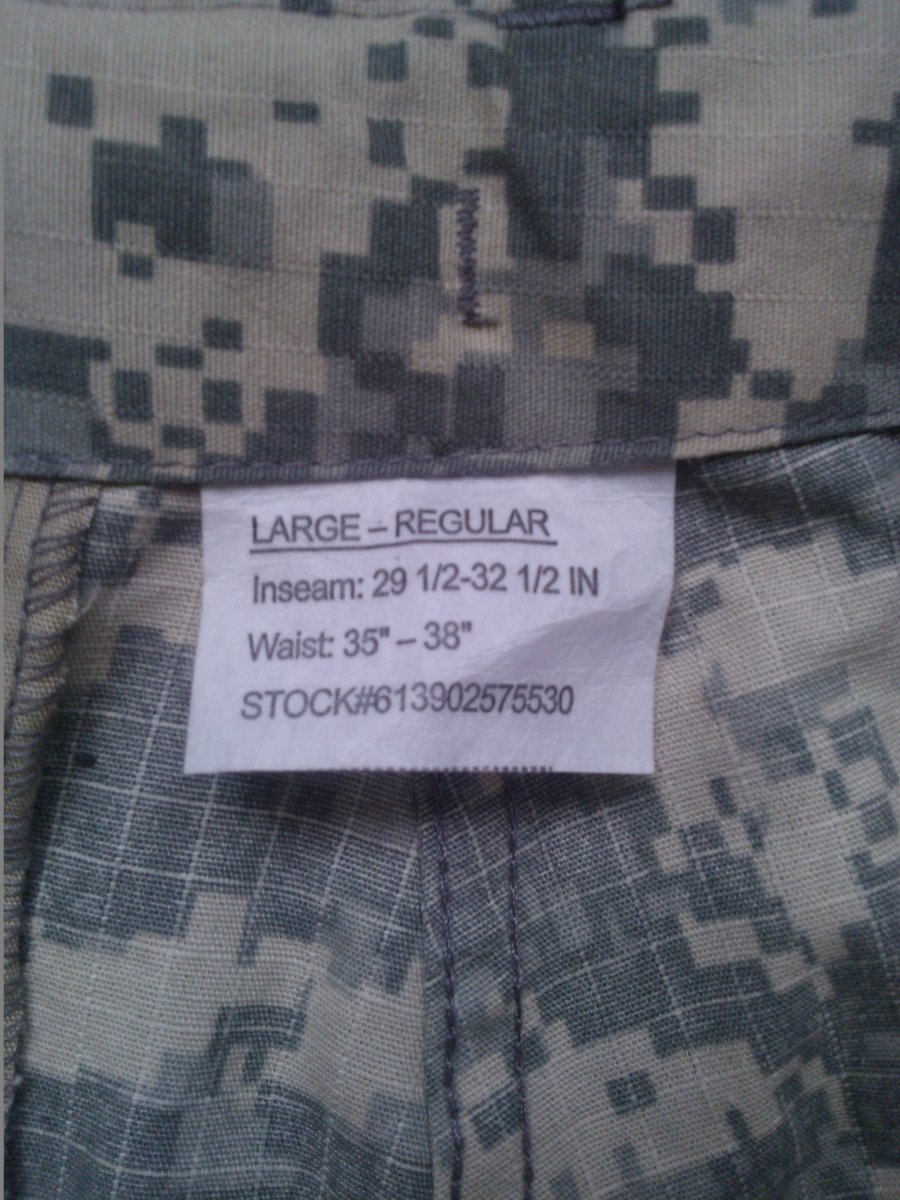 LARGE – REGULAR
Inseam: 29 1/2-32 1/2 IN
Waist: 35" – 38"
STOCK#613902575530